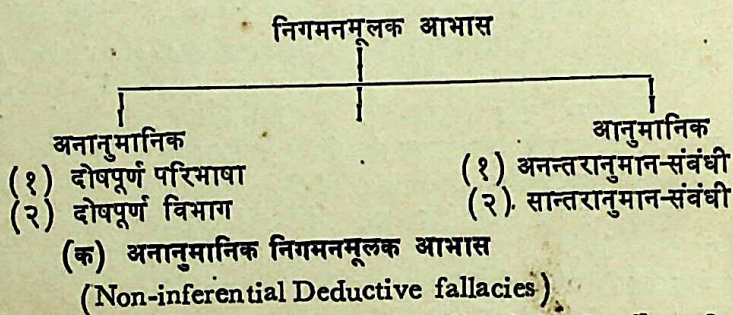 निगमनमूलक आभास
अनानुमानिक आनुमानिक
(१) दोषपूर्ण परिभाषा (१) अनन्तरानुमान-संबंधी
(२) दोषपूर्ण विभाग (२). सान्तरानुमान-संबंधी
(क) अनानुमानिक निगमनमूलक आभास
(Non-inferential Deductive fallacies)